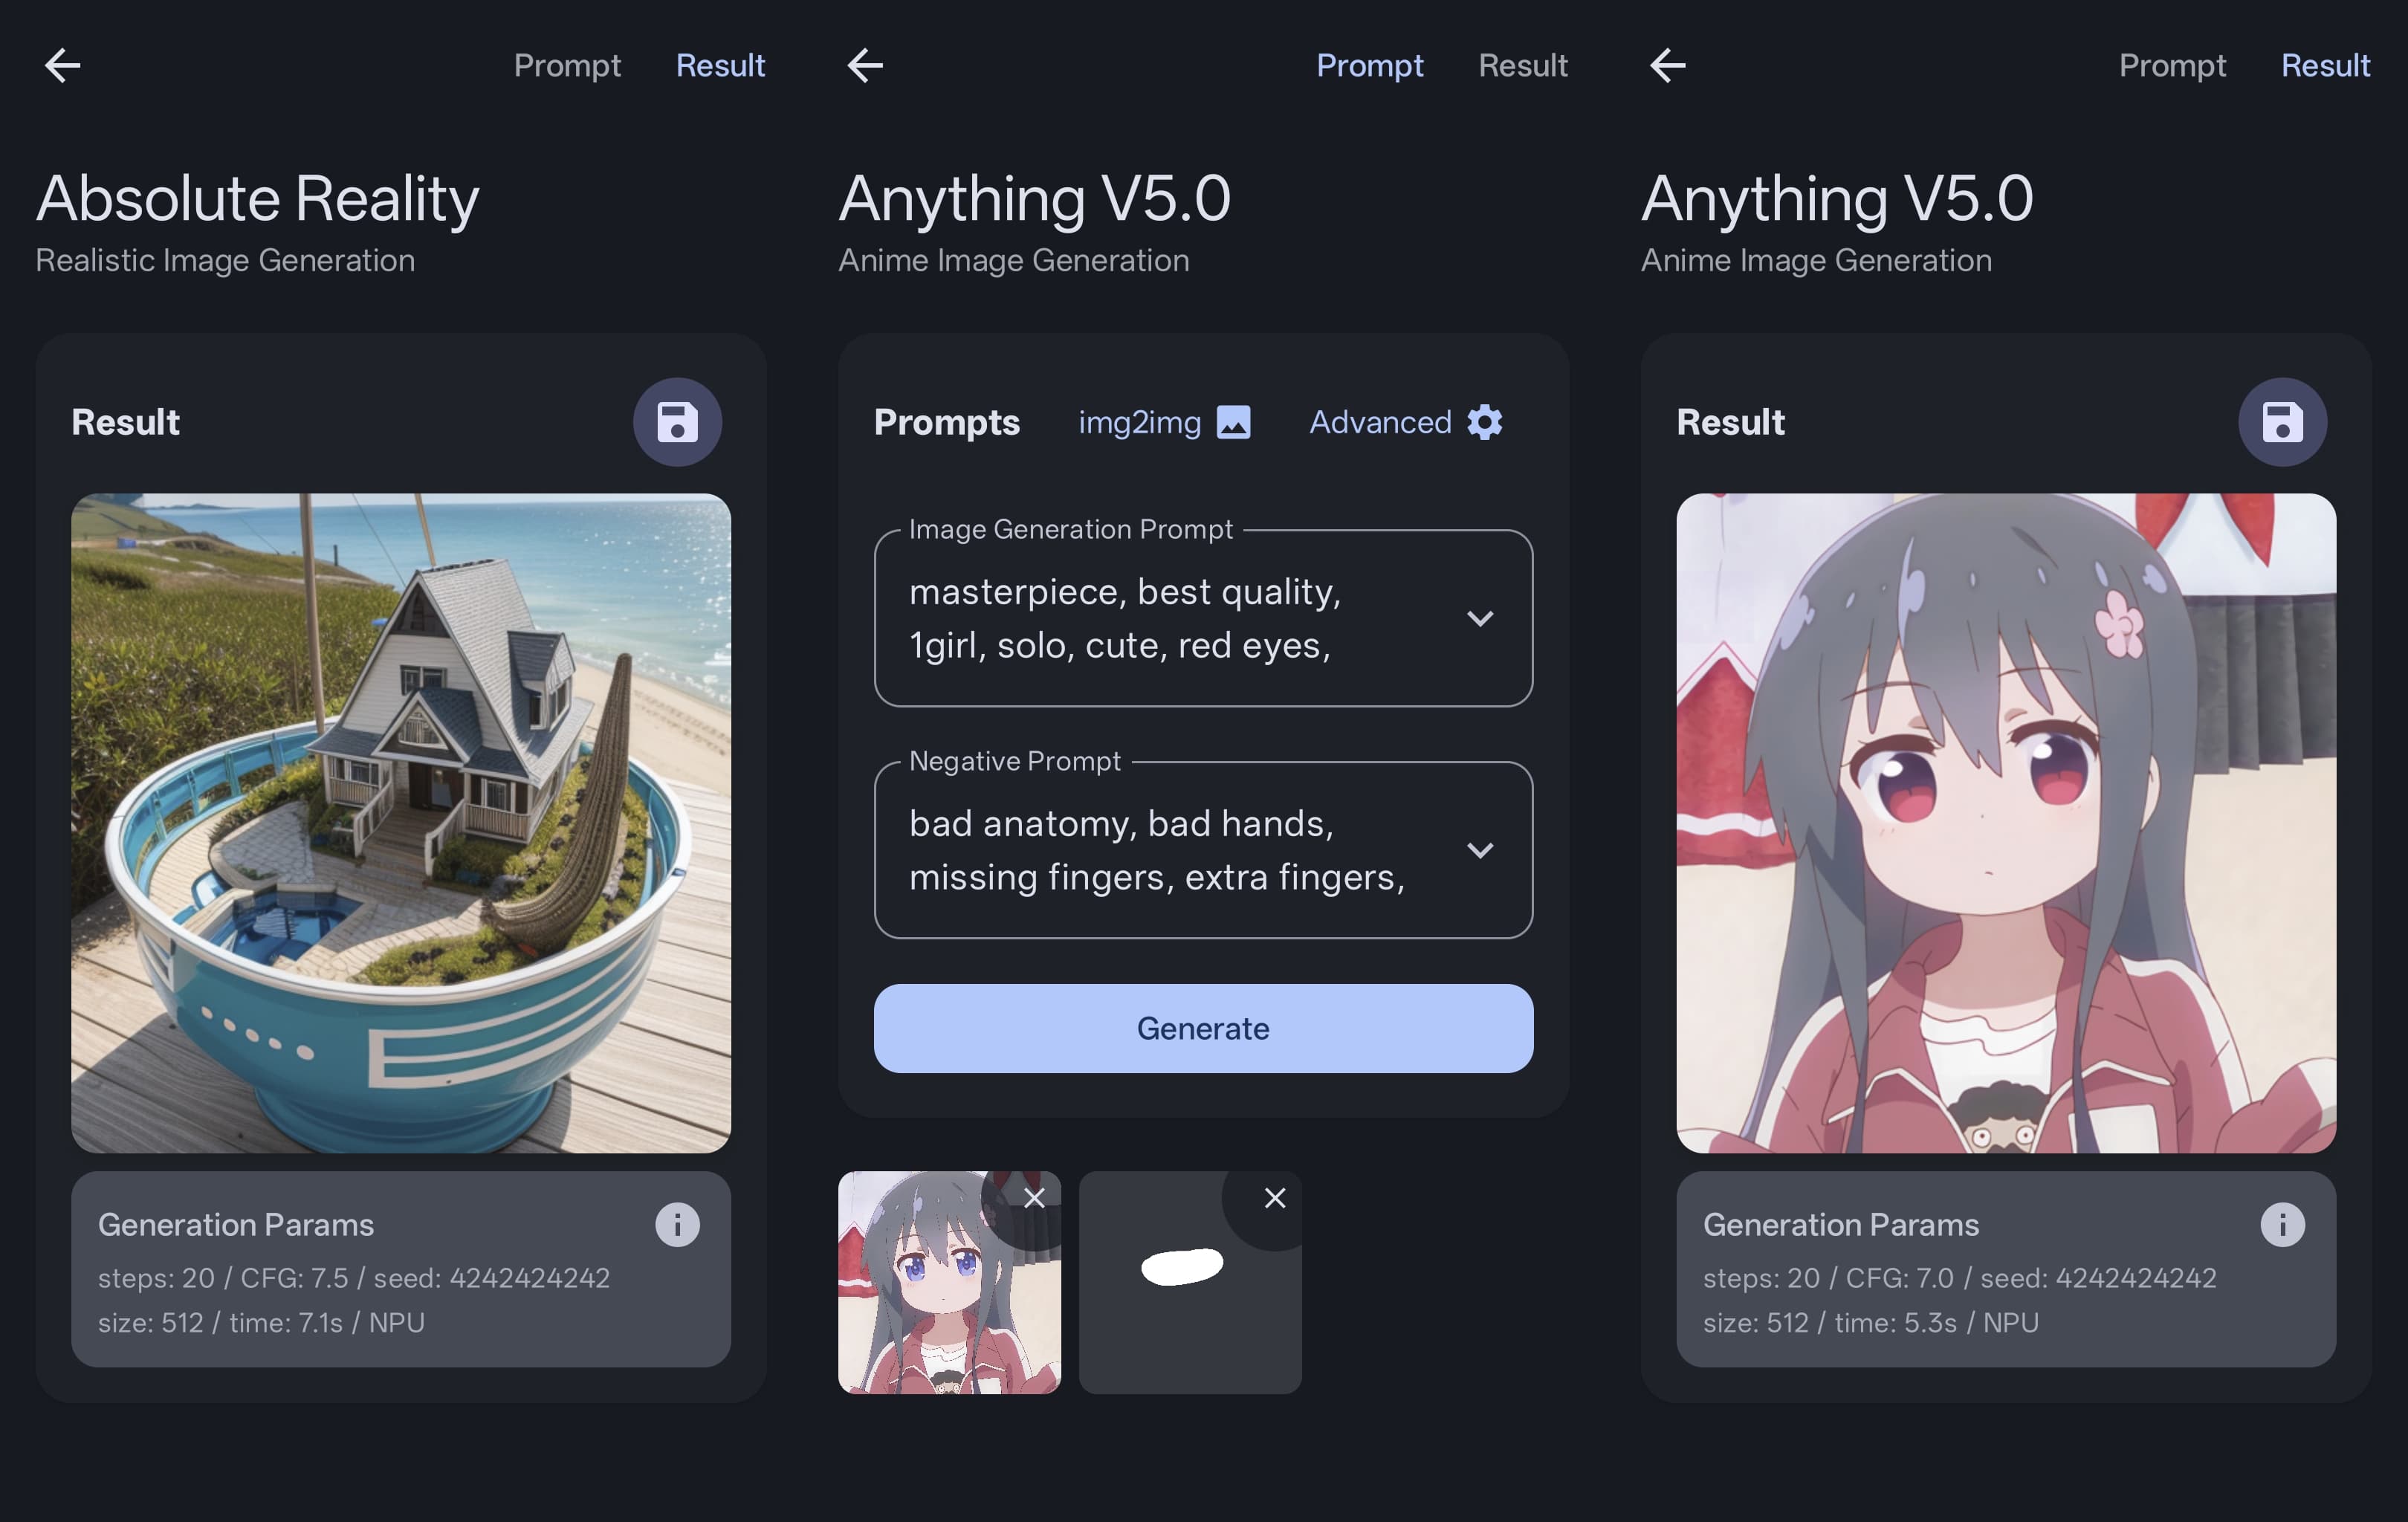 Prompt Result
Absolute Reality
Realistic Image Generation
Result
E
Generation Params
steps: 20 / CFG: 7.5 / seed: 4242424242
size: 512 / time: 7.1s / NPU
Prompt Result
Anything V5.0
Anime Image Generation
Prompts img2img Advanced
Image Generation Prompt
masterpiece, best quality,
1girl, solo, cute, red eyes,
Negative Prompt
bad anatomy, bad hands,
missing fingers, extra fingers,
Generate
Prompt Result
Anything V5.0
Anime Image Generation
Result
Generation Params
steps: 20 / CFG: 7.0 / seed: 4242424242
size: 512 / time: 5.3s / NPU